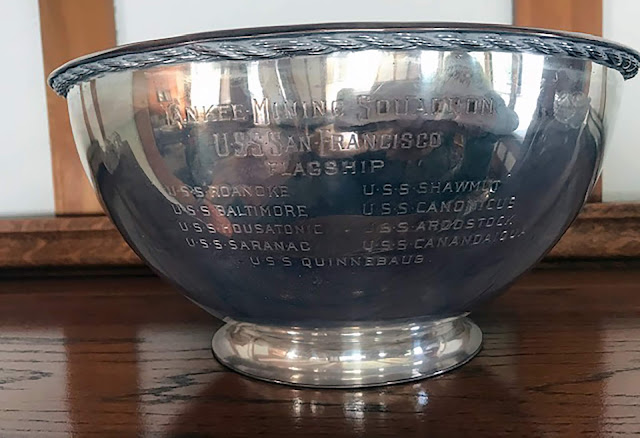 YANKEE MINING SQUADRON
U.S.S. SAN FRANCISCO
FLAGSHIP
U.S.S. ROANOKE U.S.S. SHAWMUT
U.S.S. BALTIMORE U.S.S. CANONICUS
U.S.S. HOUSATONIC U.S.S. AROOSTOOK
U.S.S. SARANAC U.S.S. CANANDAIGUA
U.S.S. QUINNEBAUG